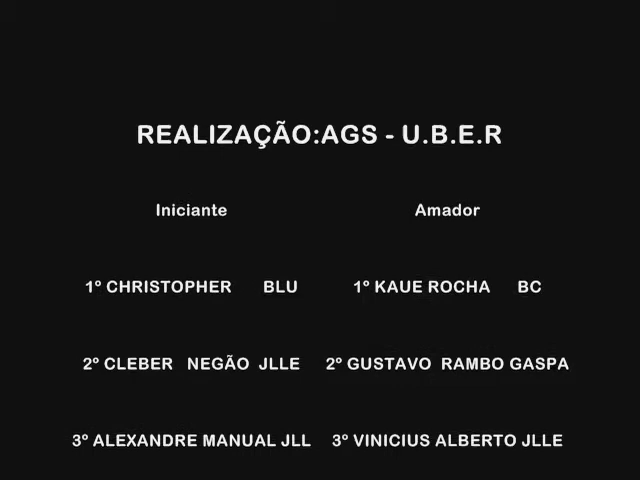 REALIZAÇÃO:AGS - U.B.E.R
Iniciante Amador
1º CHRISTOPHER BLU 1º KAUE ROCHA BC
2º CLEBER NEGÃO JLLE 2º GUSTAVO RAMBO GASPA
3º ALEXANDRE MANUAL JLL 3º VINICIUS ALBERTO JLLE